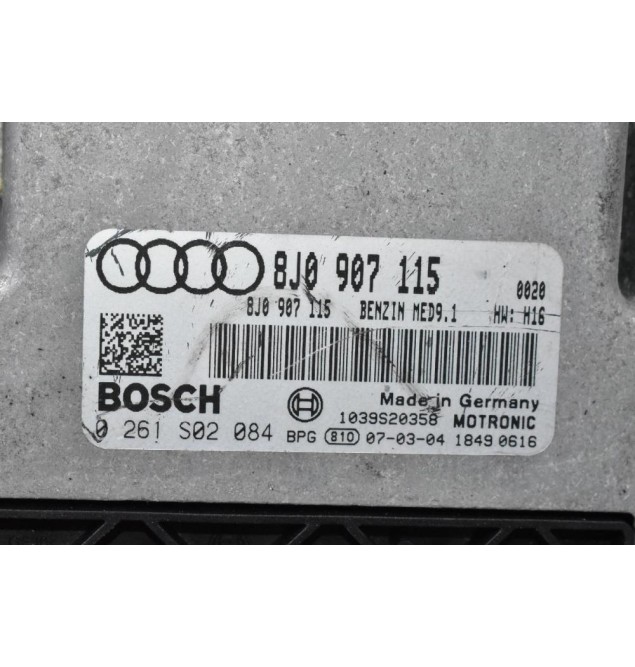 8J0 907 115 0020
8J0 907 115 BENZIN MED9.1 HW: H16
BOSCH Made in Germany
1039S20358 MOTRONIC
0 261 S02 084 BPG 810 07-03-04 1849 0616